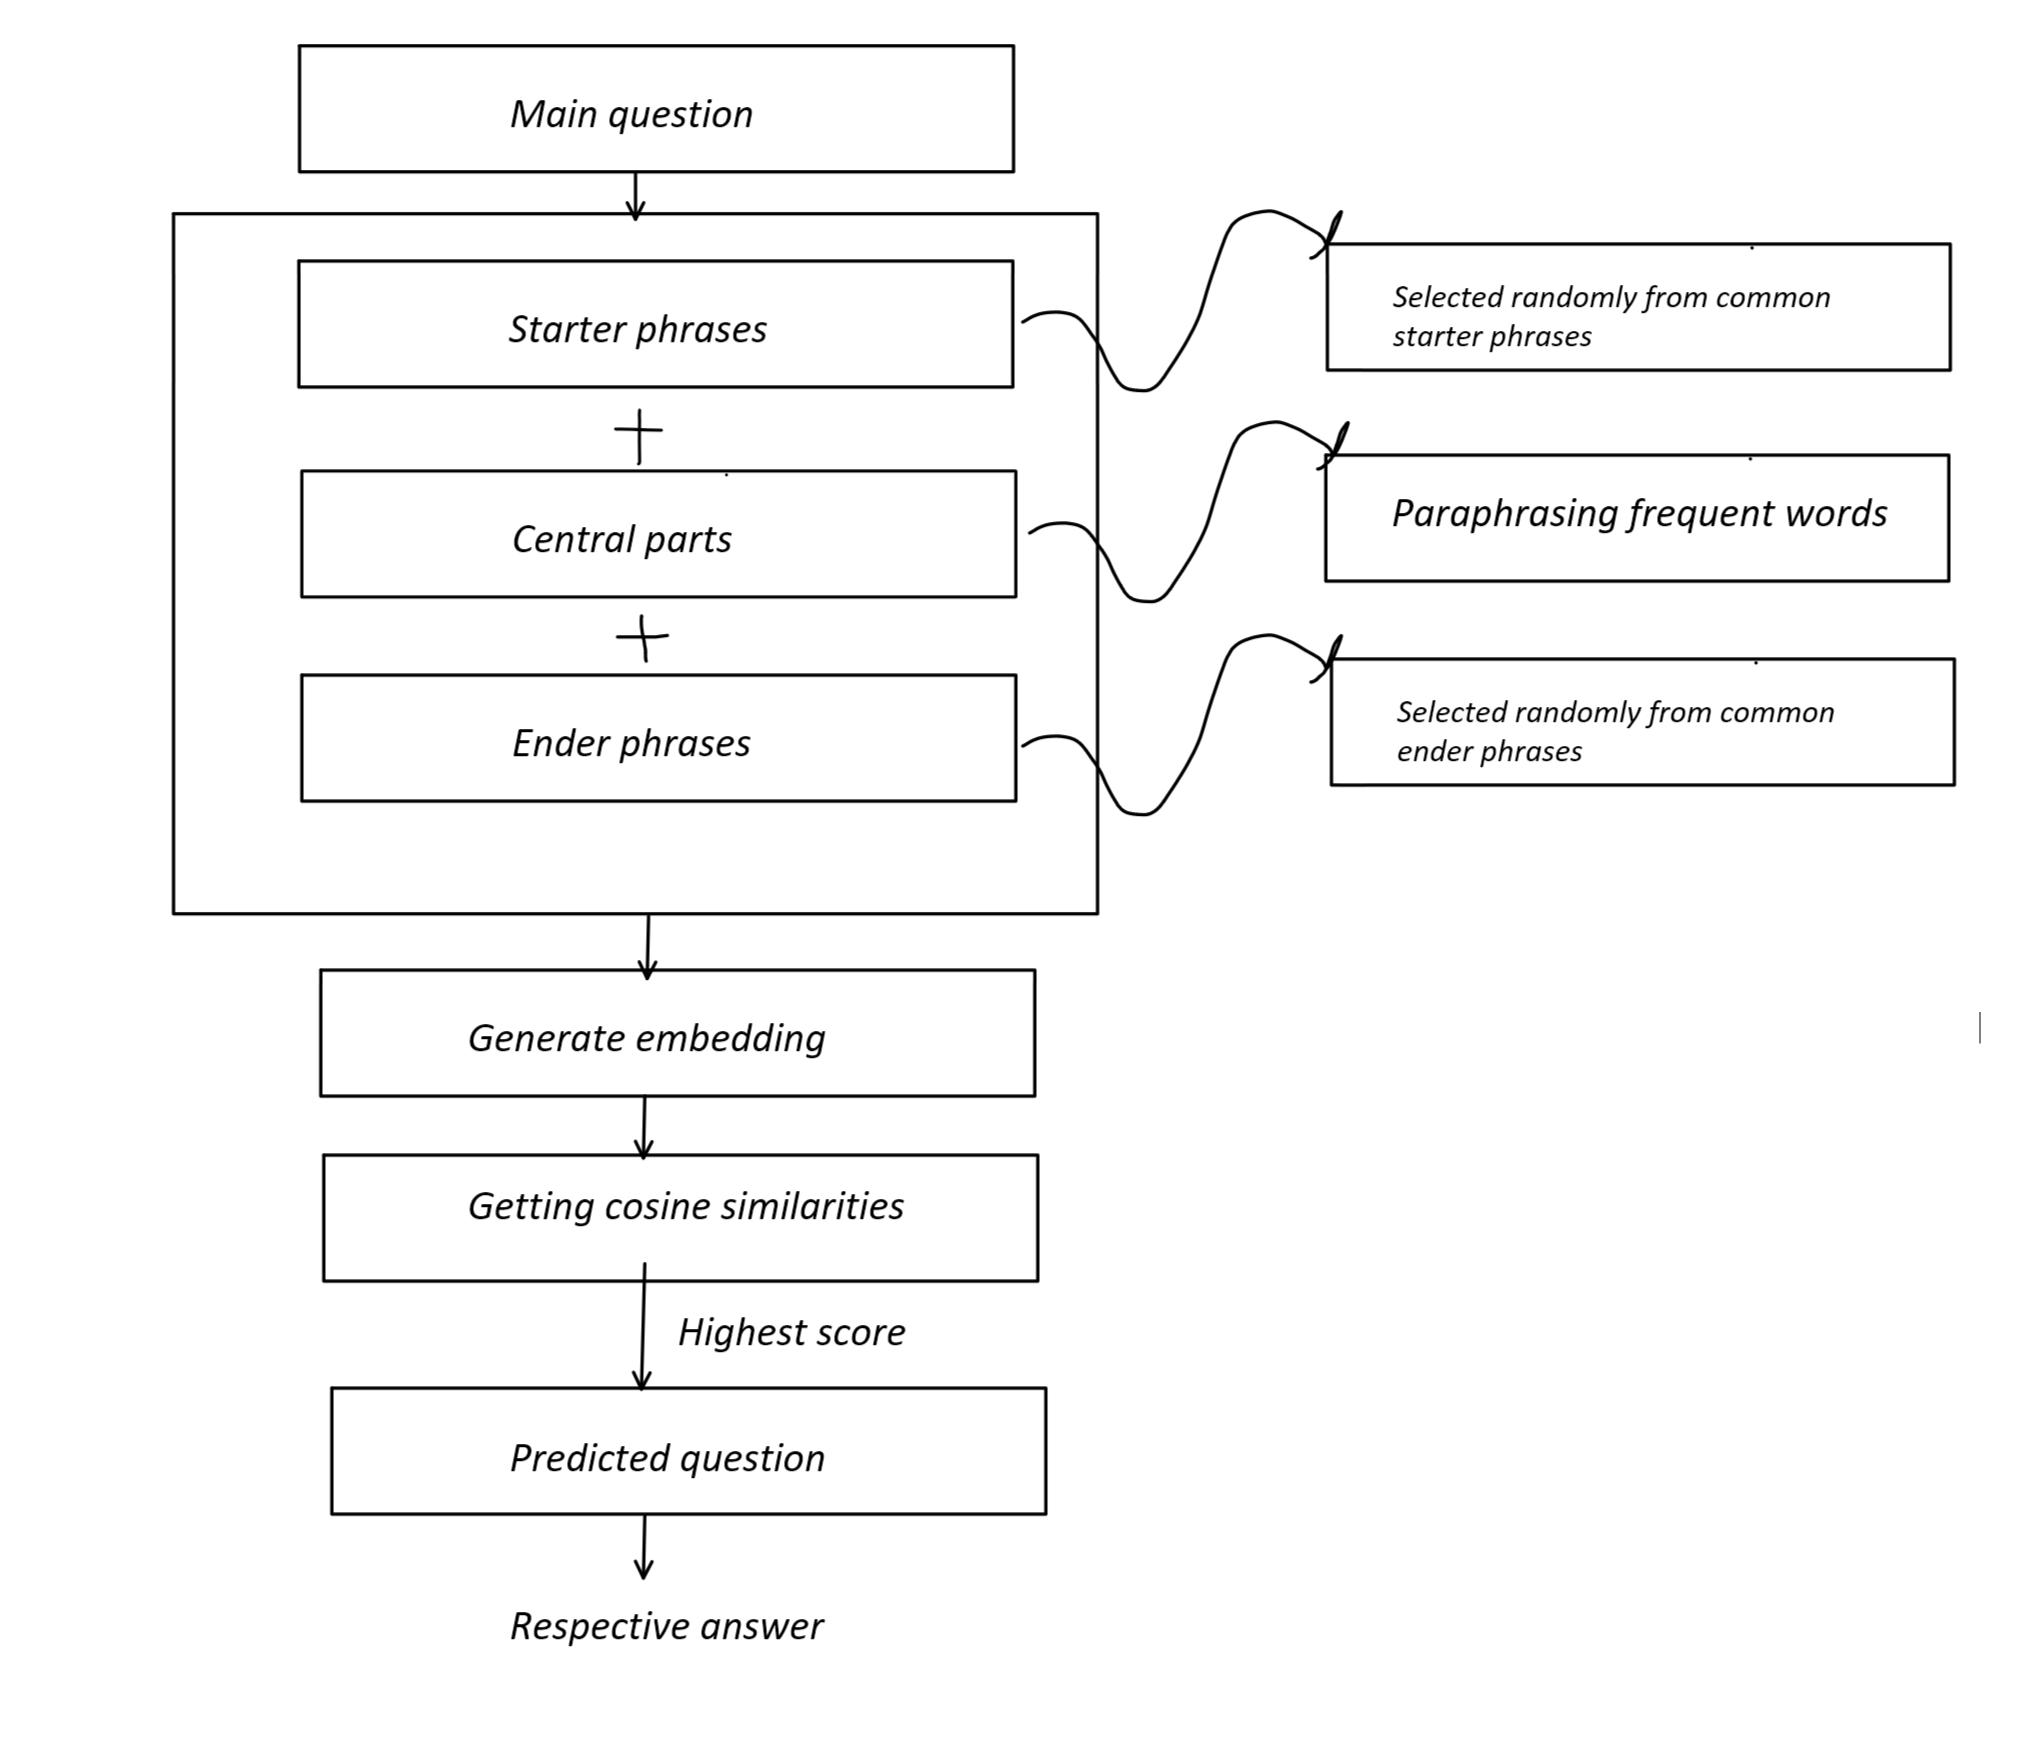 Main question
Starter phrases
Selected randomly from common
starter phrases
+
Central parts
Paraphrasing frequent words
+
Ender phrases
Selected randomly from common
ender phrases
Generate embedding
Getting cosine similarities
Highest score
Predicted question
Respective answer